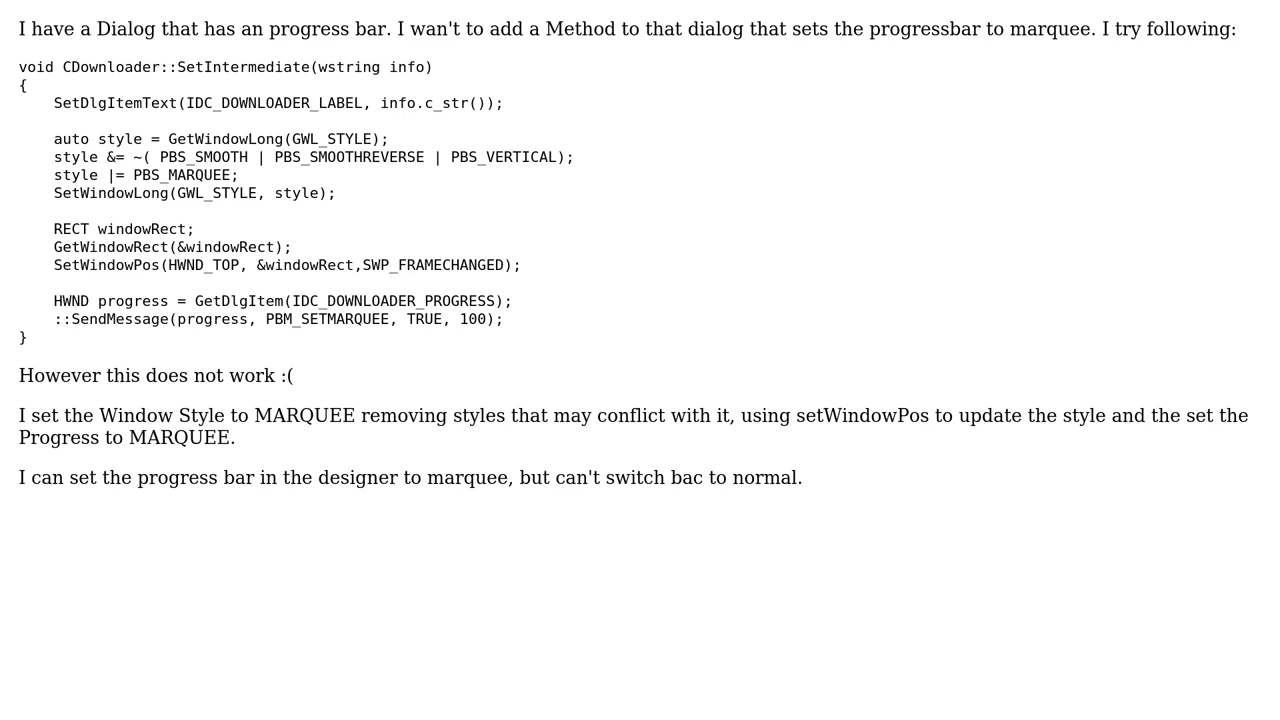 I have a Dialog that has an progress bar. I wan't to add a Method to that dialog that sets the progressbar to marquee. I try following:
void CDownloader::SetIntermediate(wstring info)
{
    SetDlgItemText(IDC_DOWNLOADER_LABEL, info.c_str());
    auto style = GetWindowLong(GWL_STYLE);
    style &= ~( PBS_SMOOTH | PBS_SMOOTHREVERSE | PBS_VERTICAL);
    style |= PBS_MARQUEE;
    SetWindowLong(GWL_STYLE, style);
    RECT windowRect;
    GetWindowRect(&windowRect);
    SetWindowPos(HWND_TOP, &windowRect,SWP_FRAMECHANGED);
    HWND progress = GetDlgItem(IDC_DOWNLOADER_PROGRESS);
    ::SendMessage(progress, PBM_SETMARQUEE, TRUE, 100);
}
However this does not work :(
I set the Window Style to MARQUEE removing styles that may conflict with it, using setWindowPos to update the style and the set the
Progress to MARQUEE.
I can set the progress bar in the designer to marquee, but can't switch bac to normal.